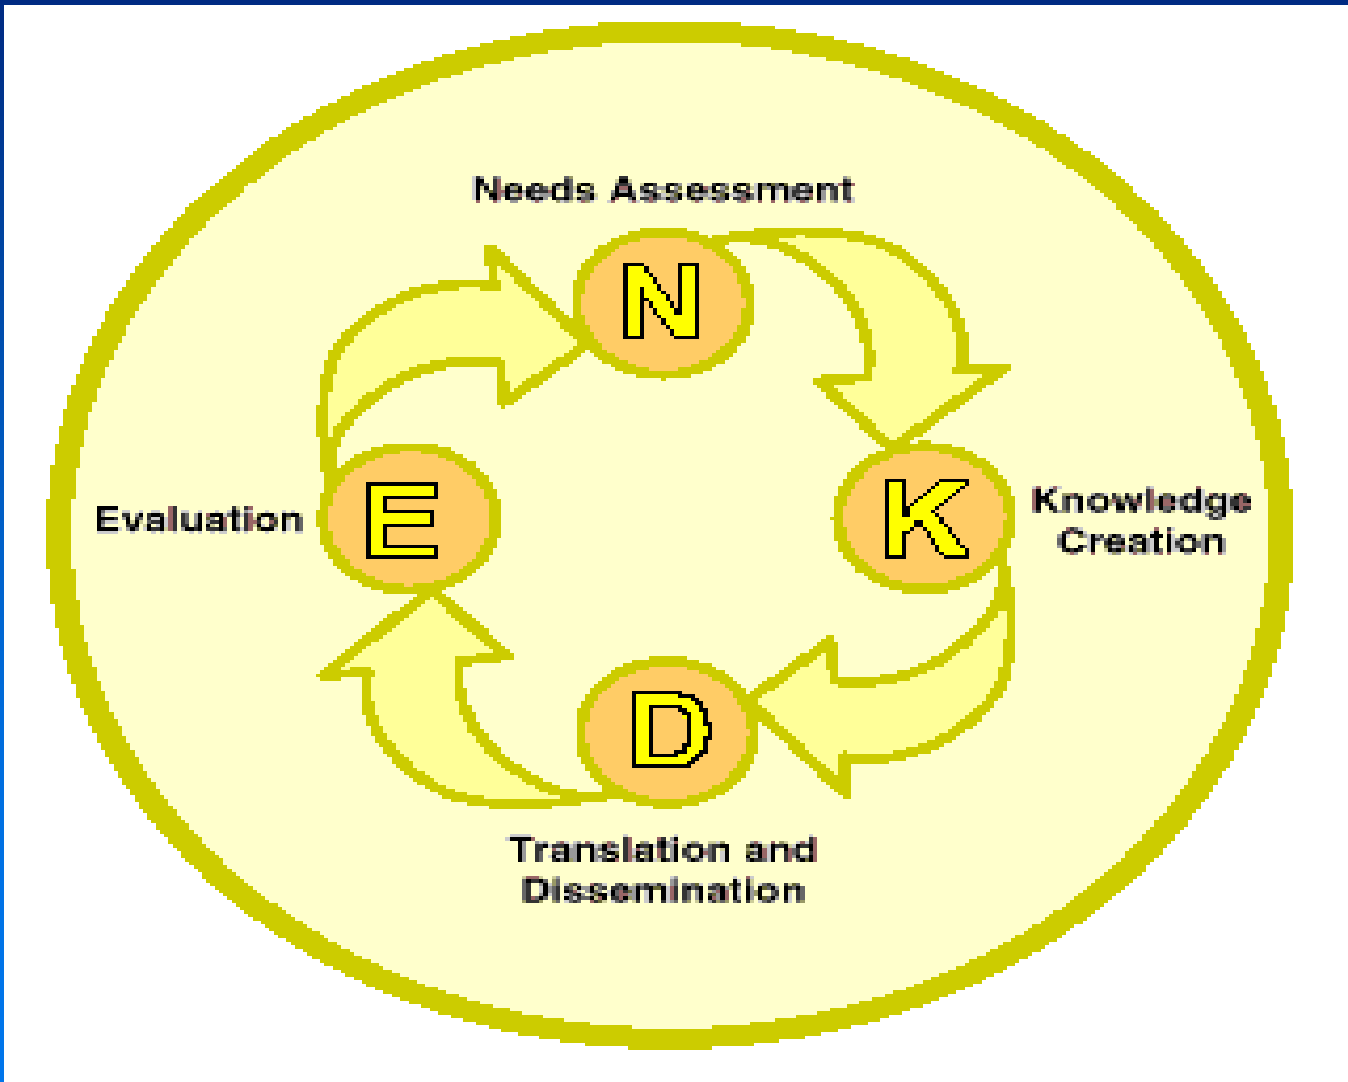 Needs Assessment
N
E
K
Evaluation
Knowledge
Creation
D
Translation and
Dissemination